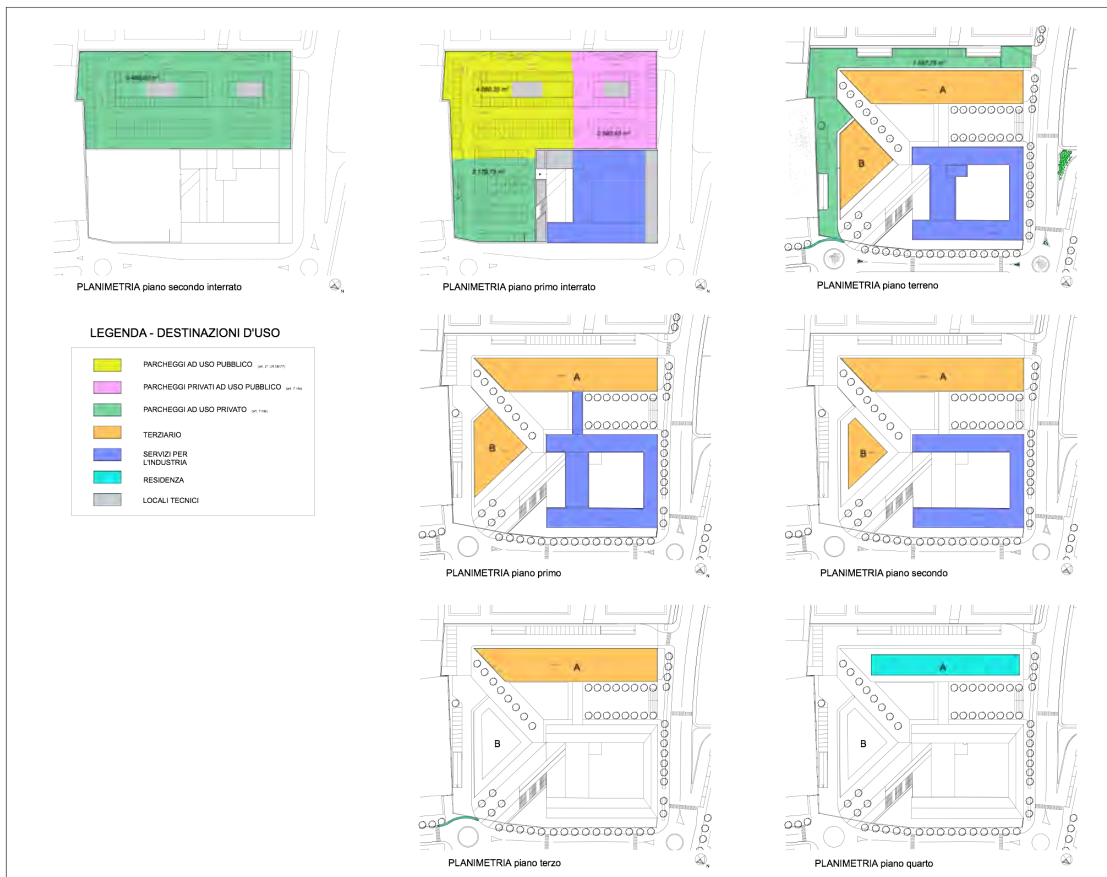 PLANIMETRIA piano secondo interrato
N
PLANIMETRIA piano primo interrato
N
A
B
PLANIMETRIA piano terreno
LEGENDA - DESTINAZIONI D'USO
PARCHEGGI AD USO PUBBLICO
PARCHEGGI PRIVATI AD USO PUBBLICO
PARCHEGGI AD USO PRIVATO
TERZIARIO
SERVIZI PER
L'INDUSTRIA
RESIDENZA
LOCALI TECNICI
A
B
PLANIMETRIA piano primo
N
A
B
PLANIMETRIA piano secondo
A
B
PLANIMETRIA piano terzo
N
A
B
PLANIMETRIA piano quarto
N